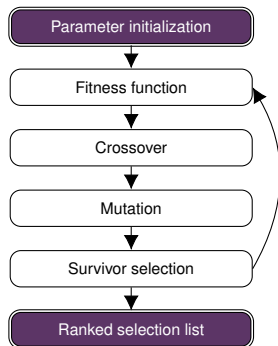 Parameter initialization
Fitness function
Crossover
Mutation
Survivor selection
Ranked selection list